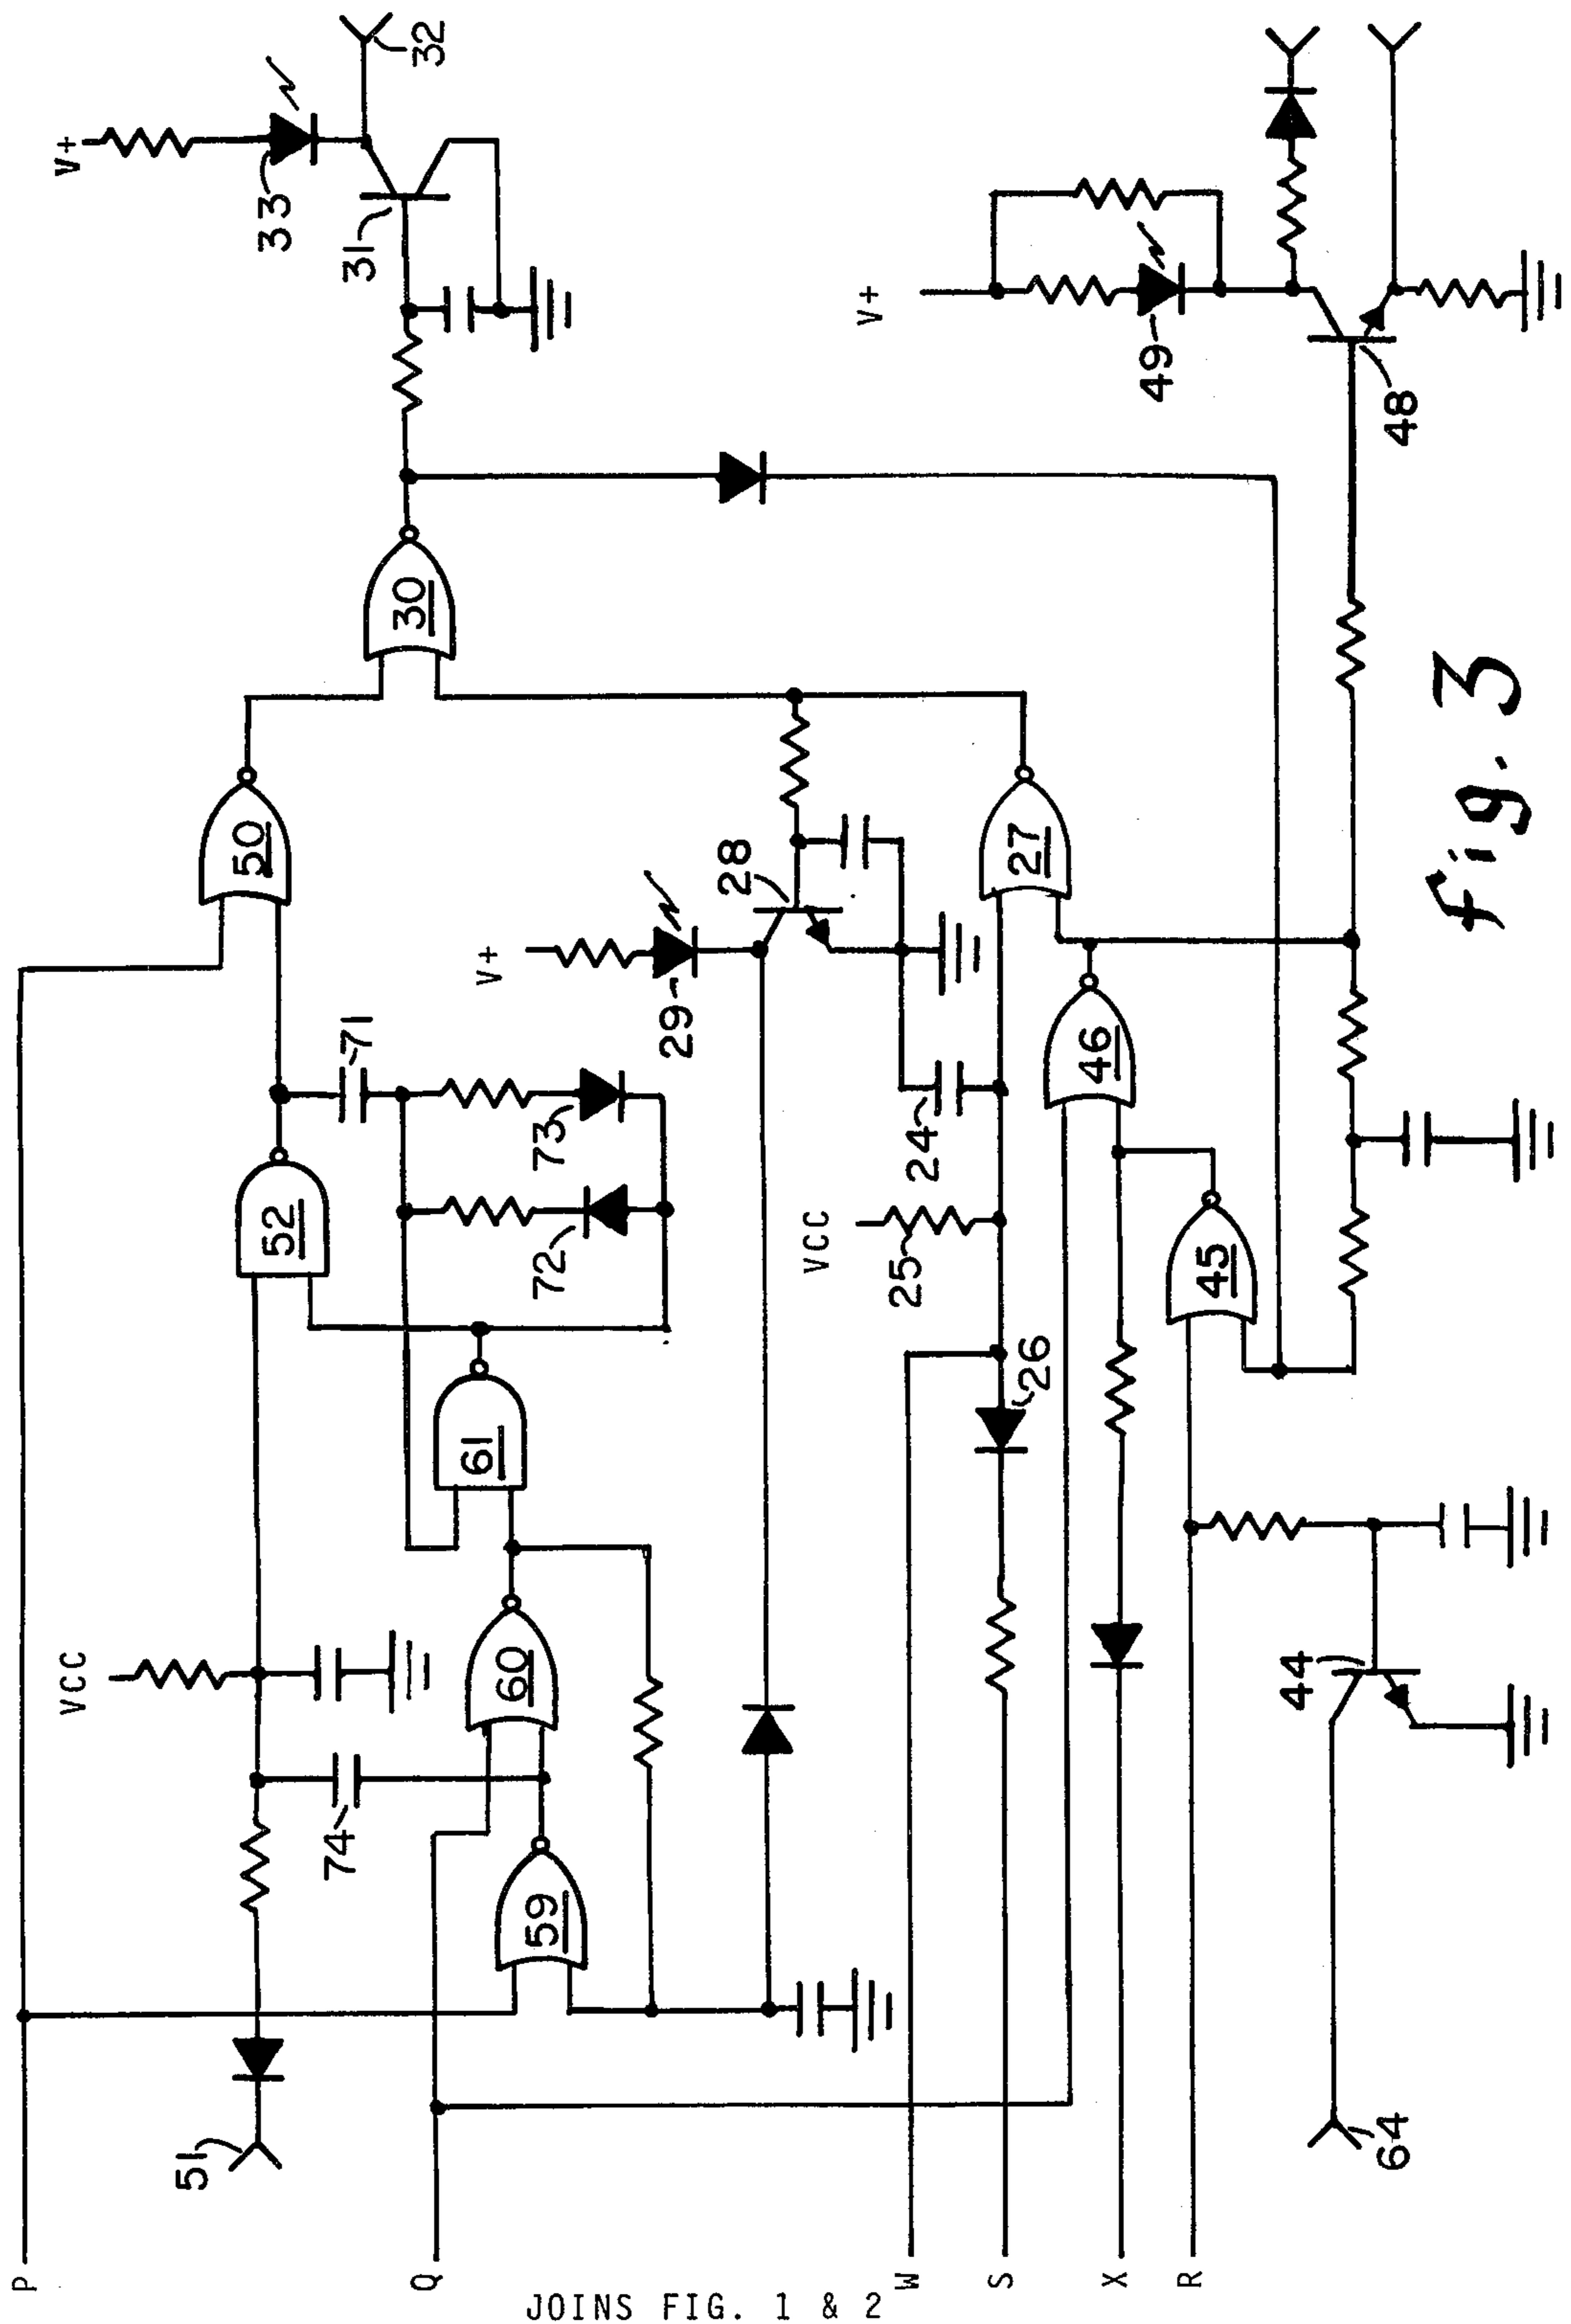 V+
32
33
31
V+
49
48
30
50
28
27
V+
29
71
46
24
52
73
72
VCC
25
45
61
26
VCC
60
44
74
59
51
64
P
Q
W
S
X
R
JOINS FIG. 1 & 2
fig. 3